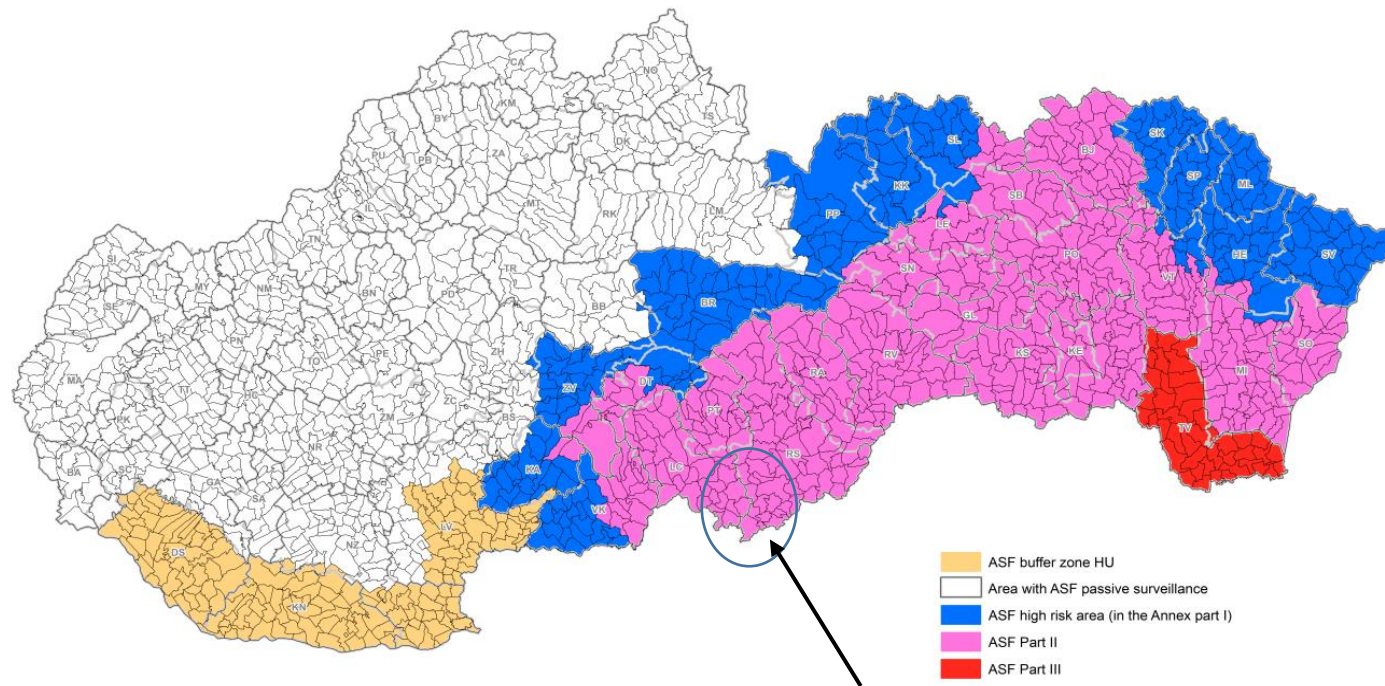 CA
NO
KM
TS
BY
DK
PU
PB
ZA
SK
BJ
SL
SP
ML
KK
MT
IL
RK
LM
SB
PP
LE
TN
PO
HE
SV
SI
SN
VT
TR
MY
NM
SE
BN
PD
BB
BR
GL
SO
PN
PE
ZH
RV
KS
KE
TO
RA
MI
MA
ZV
DT
TT
HC
ZC
PT
ZM
BS
TV
PK
NR
LC
RS
BA
SC
KA
GA
SA
VK
LV
NZ
DS
KN
ASF buffer zone HU
Area with ASF passive surveillance
ASF high risk area (in the Annex part I)
ASF Part II
ASF Part III